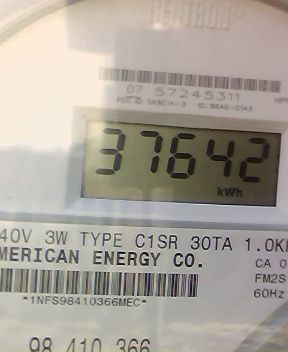 CENTRON
07 57245311
37642
kWh
40V 3W TYPE C1SR 30TA 1.0K
MERICAN ENERGY CO.
CA 0
FM2S
*1NFS98410366MEC*
60Hz
98 410 366